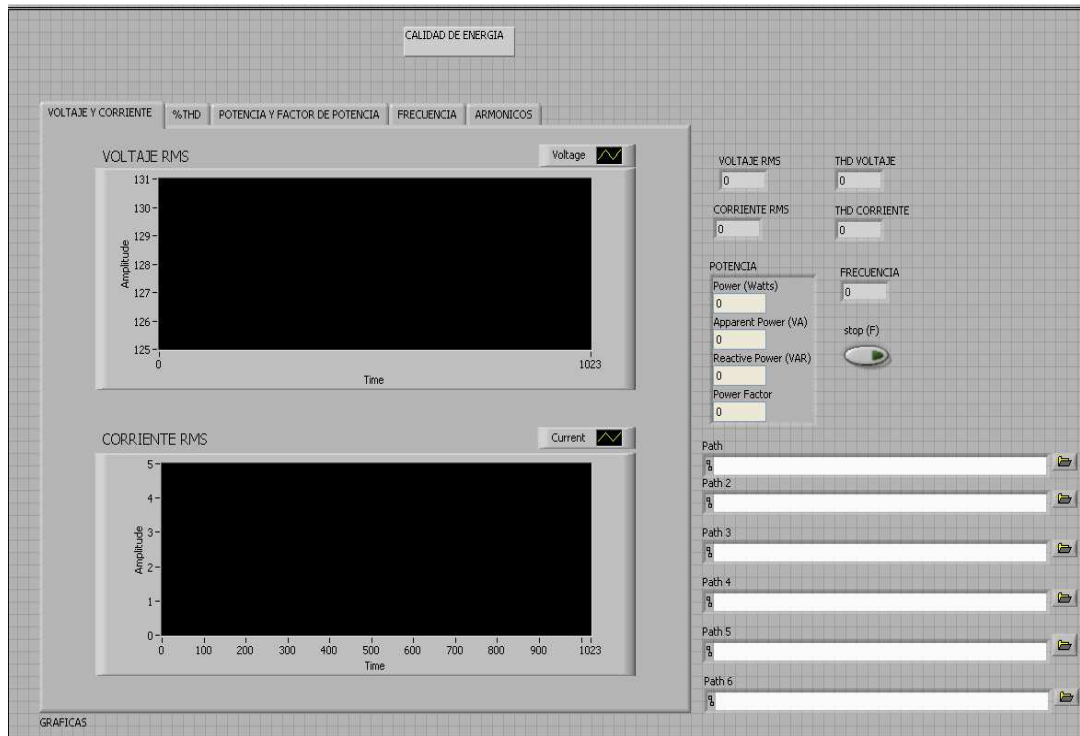 CALIDAD DE ENERGIA
VOLTAJE Y CORRIENTE
%THD
POTENCIA Y FACTOR DE POTENCIA
FRECUENCIA
ARMONICOS
VOLTAJE RMS
Voltage
131
130
129
128
127
126
125
Amplitude
0
1023
Time
CORRIENTE RMS
Current
5
4
3
2
1
0
Amplitude
0
100
200
300
400
500
600
700
800
900
1023
Time
GRAFICAS
VOLTAJE RMS
0
THD VOLTAJE
0
CORRIENTE RMS
0
THD CORRIENTE
0
POTENCIA
Power (Watts)
0
Apparent Power (VA)
0
Reactive Power (VAR)
0
Power Factor
0
FRECUENCIA
0
stop (F)
Path
Path 2
Path 3
Path 4
Path 5
Path 6